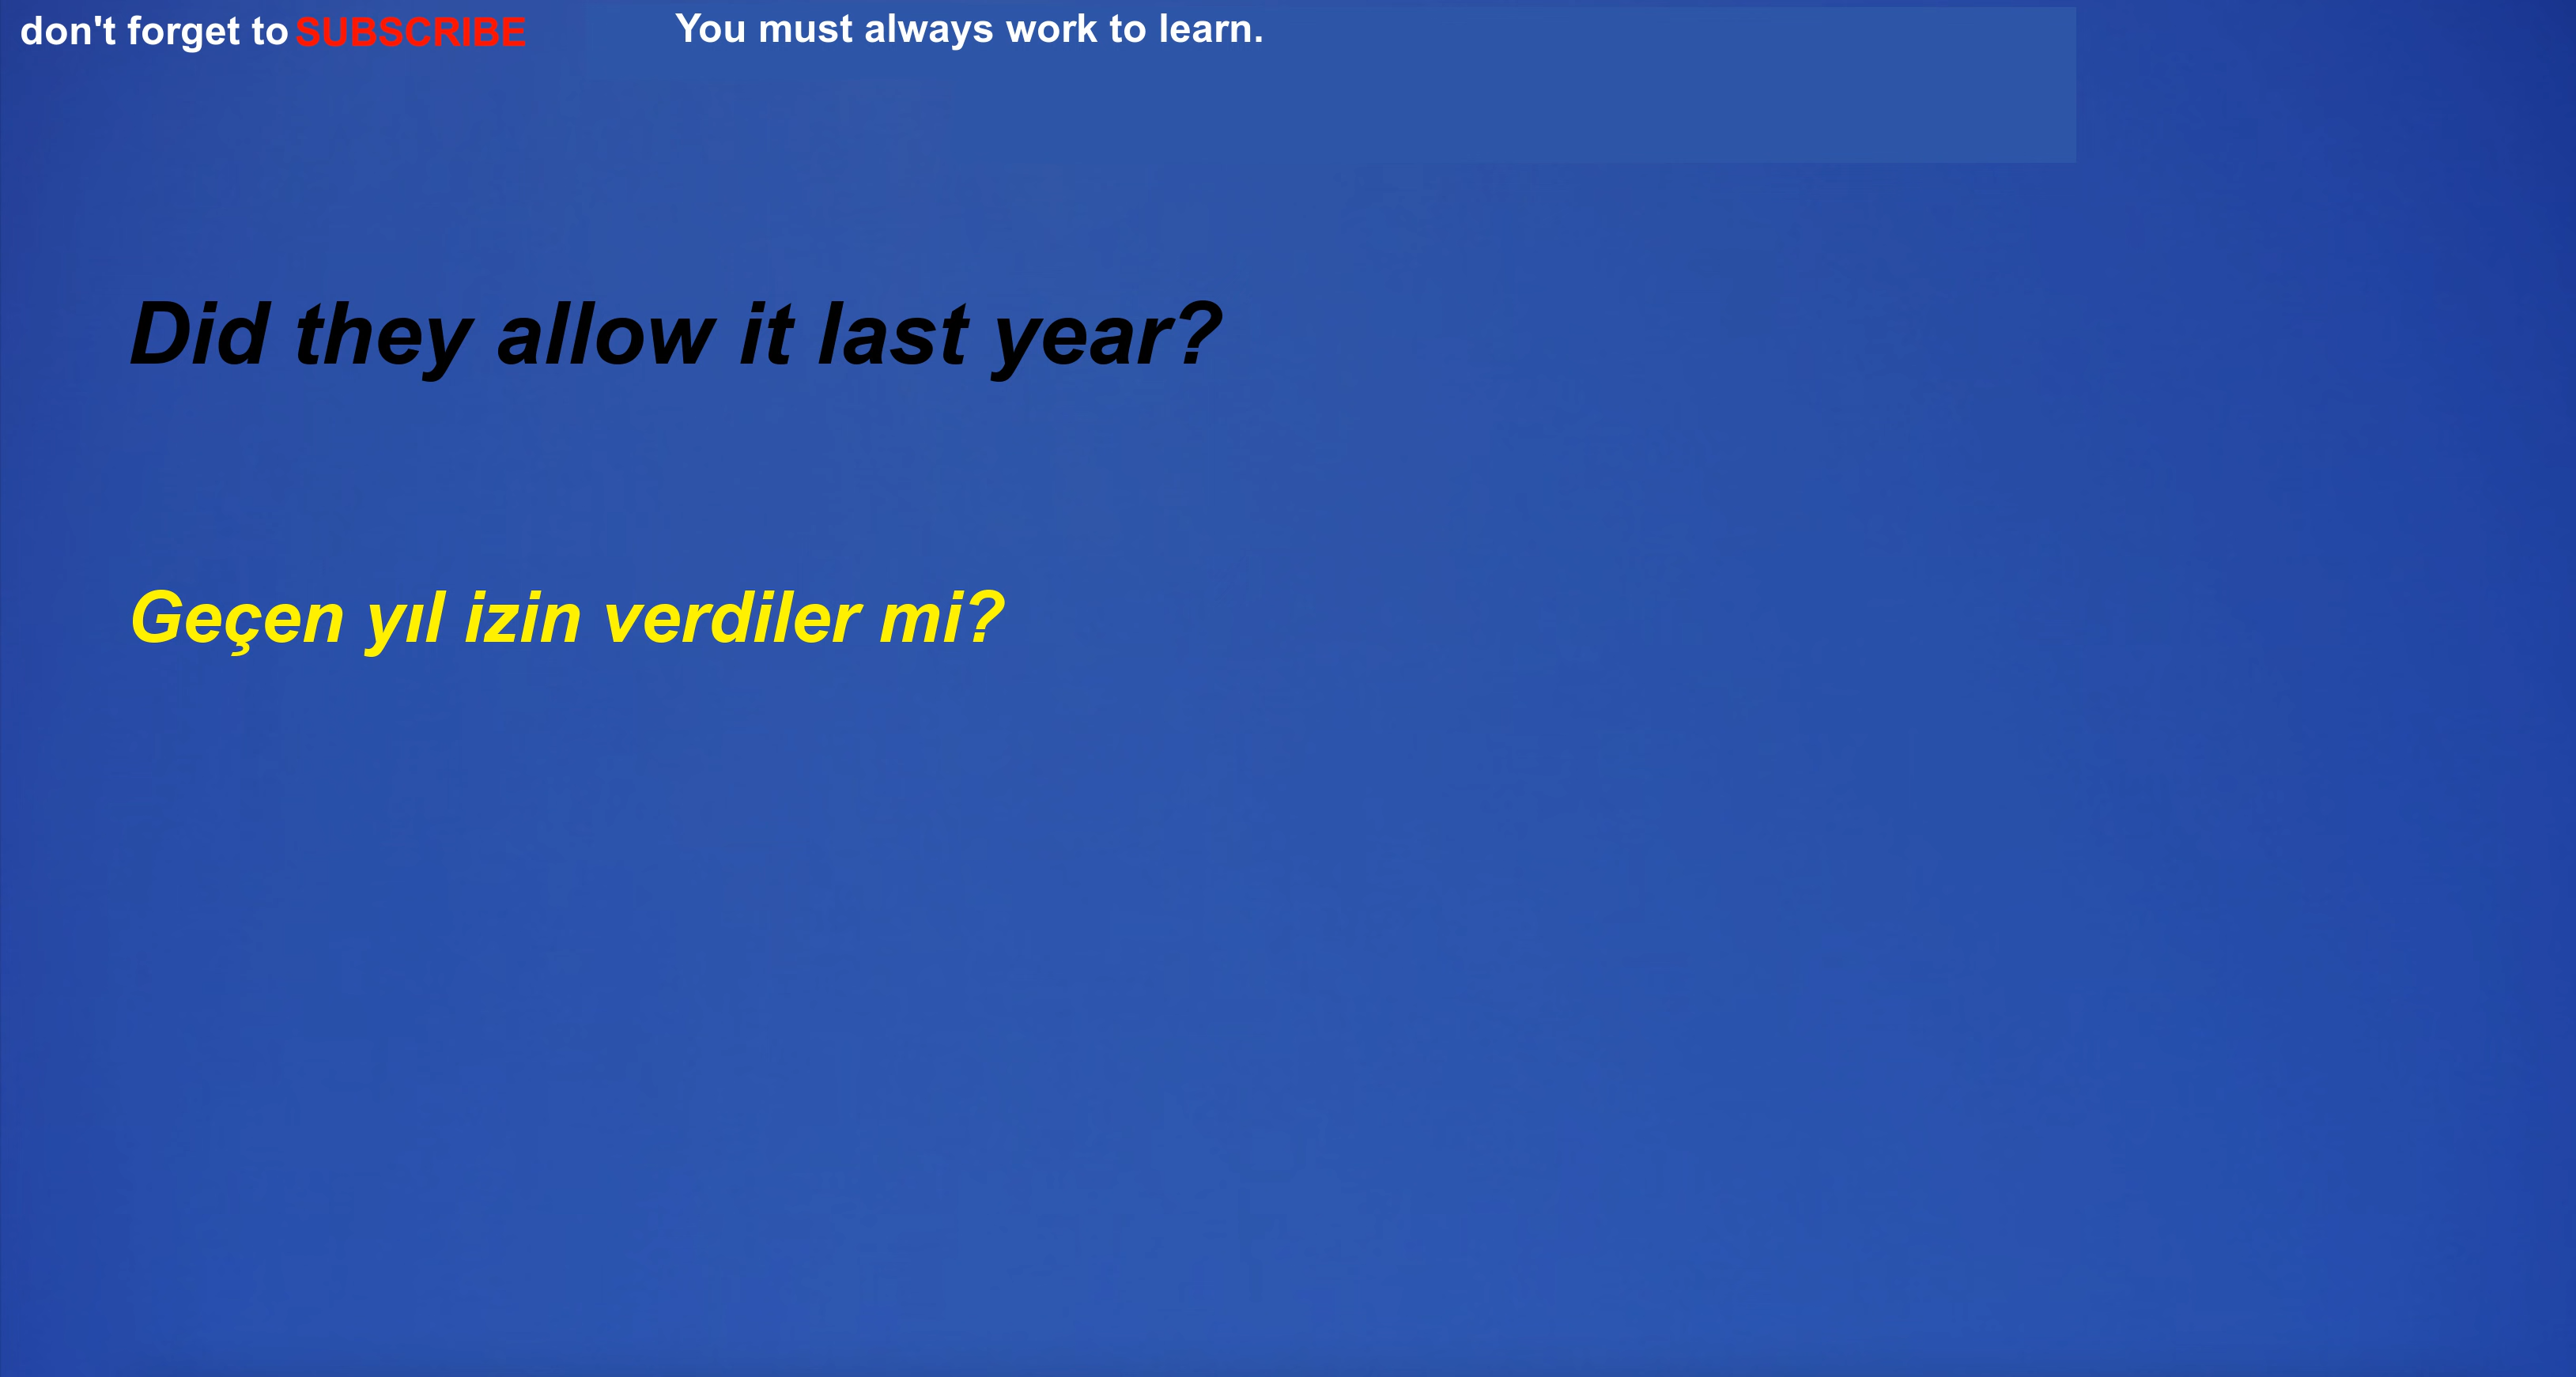 don't forget to SUBSCRIBE
You must always work to learn.
Did they allow it last year?
Geçen yıl izin verdiler mi?